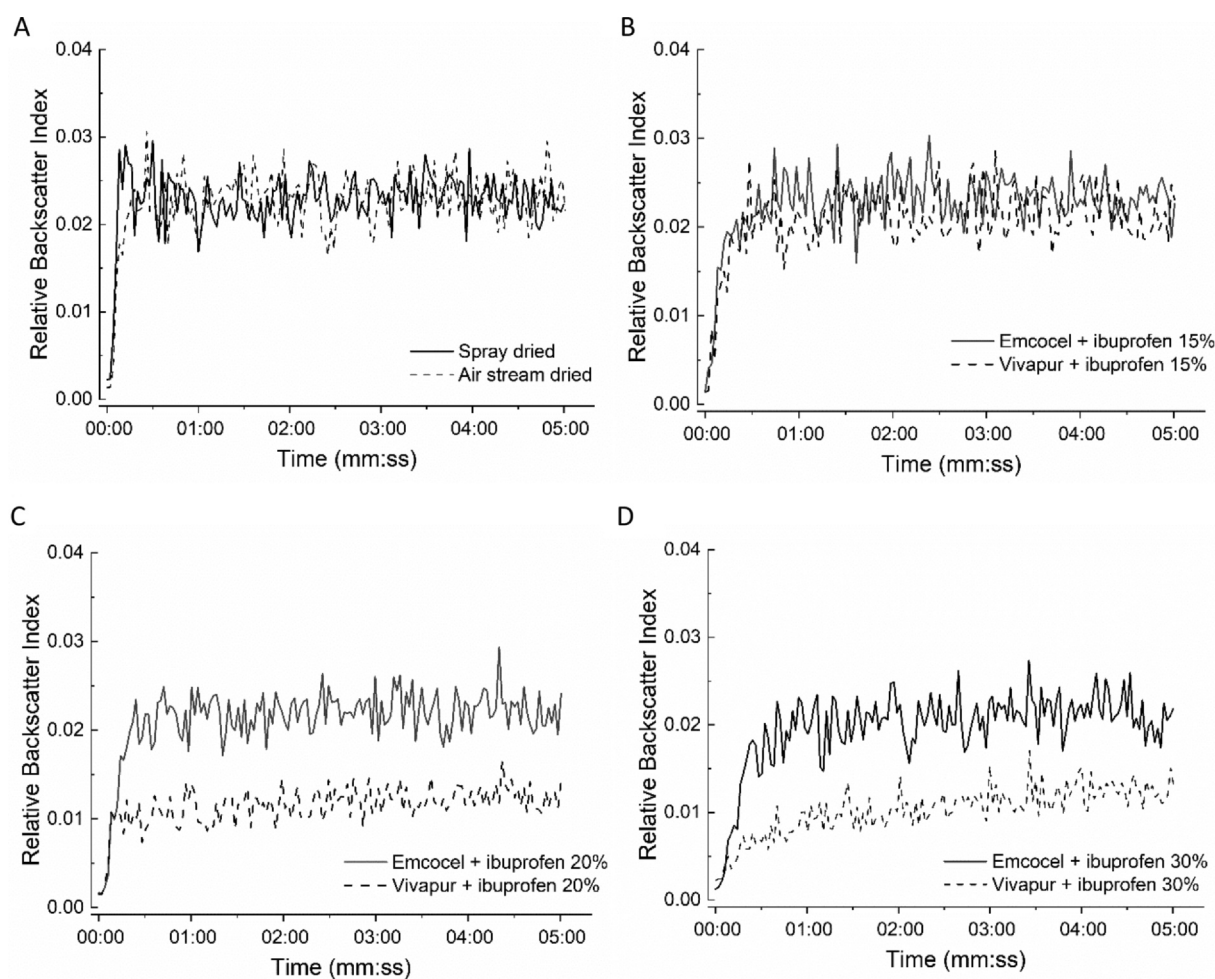 A
Relative Backscatter Index
0.04
0.03
0.02
0.01
0.00
Spray dried
Air stream dried
00:00 01:00 02:00 03:00 04:00 05:00
Time (mm:ss)
B
Relative Backscatter Index
0.04
0.03
0.02
0.01
0.00
Emcocel + ibuprofen 15%
Vivapur + ibuprofen 15%
00:00 01:00 02:00 03:00 04:00 05:00
Time (mm:ss)
C
Relative Backscatter Index
0.04
0.03
0.02
0.01
0.00
Emcocel + ibuprofen 20%
Vivapur + ibuprofen 20%
00:00 01:00 02:00 03:00 04:00 05:00
Time (mm:ss)
D
Relative Backscatter Index
0.04
0.03
0.02
0.01
0.00
Emcocel + ibuprofen 30%
Vivapur + ibuprofen 30%
00:00 01:00 02:00 03:00 04:00 05:00
Time (mm:ss)